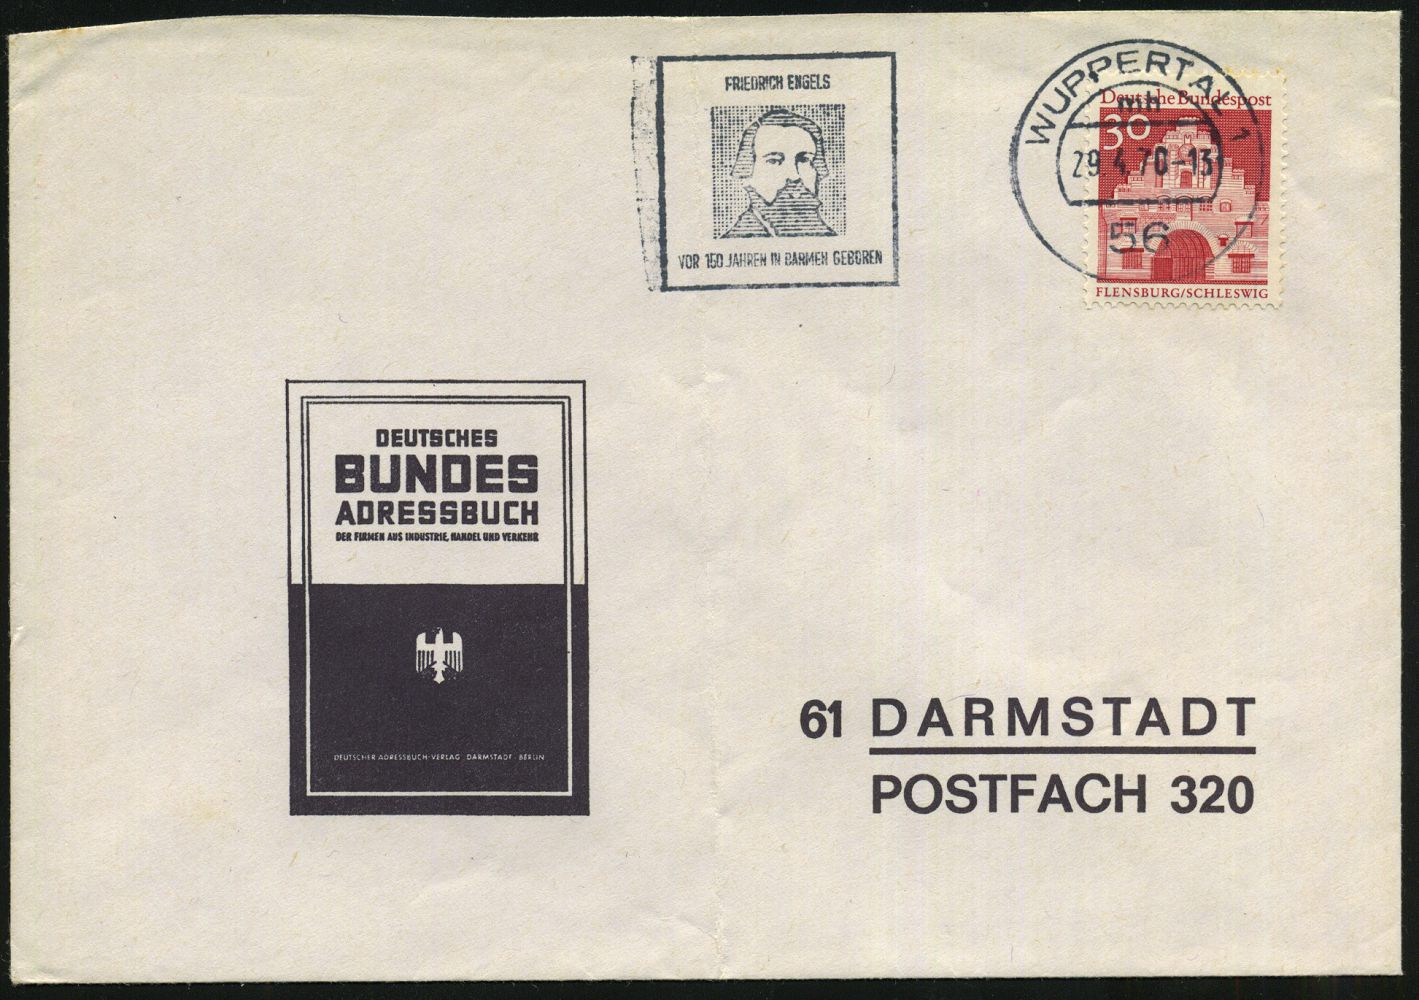 FRIEDRICH ENGELS
VOR 150 JAHREN IN BARMEN GEBOREN
WUPPERTAL 1
mh
29.4.70-13
56
Deutsche Bundespost
30
FLENSBURG/SCHLESWIG
DEUTSCHES
BUNDES
ADRESSBUCH
DER FIRMEN AUS INDUSTRIE, HANDEL UND VERKEHR
DEUTSCHER ADRESSBUCH-VERLAG DARMSTADT · BERLIN
61 DARMSTADT
POSTFACH 320